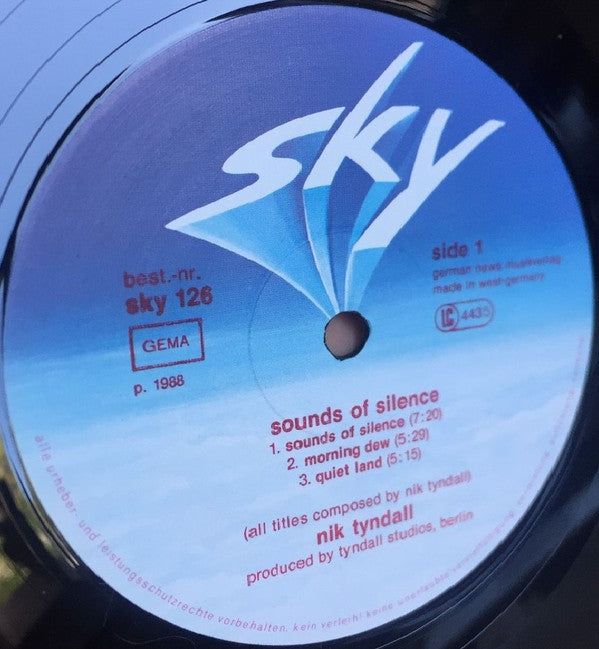 sky
best.-nr.
sky 126
GEMA
p. 1988
side 1
german news-musikverlag
made in west-germany
LC 4435
sounds of silence
1. sounds of silence (7:20)
2. morning dew (5:29)
3. quiet land (5:15)
(all titles composed by nik tyndall)
nik tyndall
produced by tyndall studios, berlin
alle urheber- und leistungsschutzrechte vorbehalten. kein verleih! keine unerlaubte